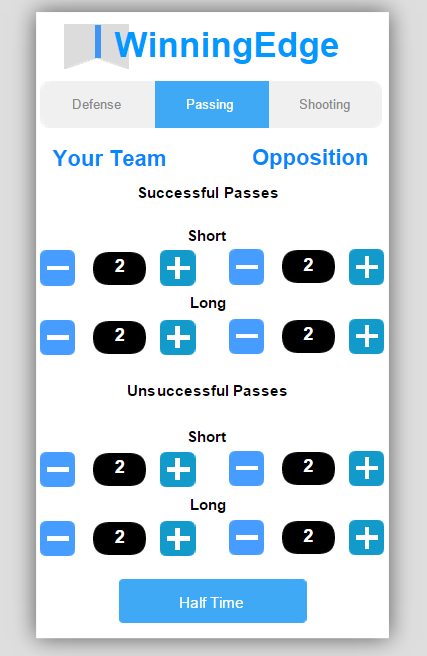 WinningEdge
Defense Passing Shooting
Your Team Opposition
Successful Passes
Short
2 2
Long
2 2
Unsuccessful Passes
Short
2 2
Long
2 2
Half Time